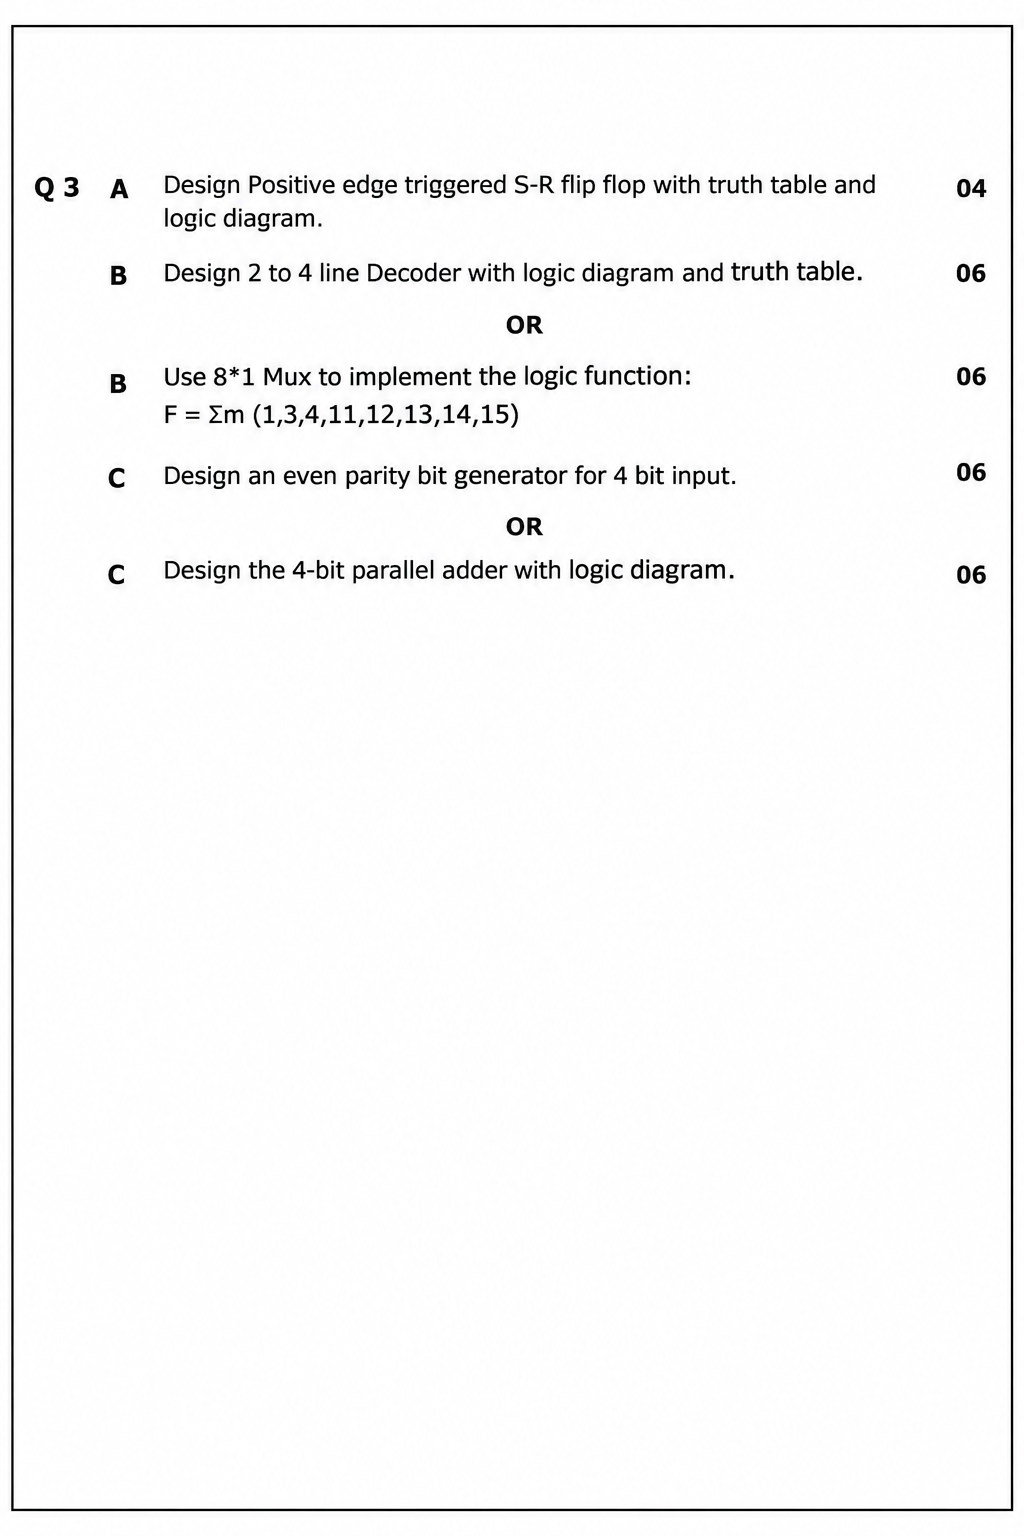 Q 3 A Design Positive edge triggered S-R flip flop with truth table and 04
logic diagram.
B Design 2 to 4 line Decoder with logic diagram and truth table. 06
OR
B Use 8*1 Mux to implement the logic function: 06
F = Σm (1,3,4,11,12,13,14,15)
C Design an even parity bit generator for 4 bit input. 06
OR
C Design the 4-bit parallel adder with logic diagram. 06